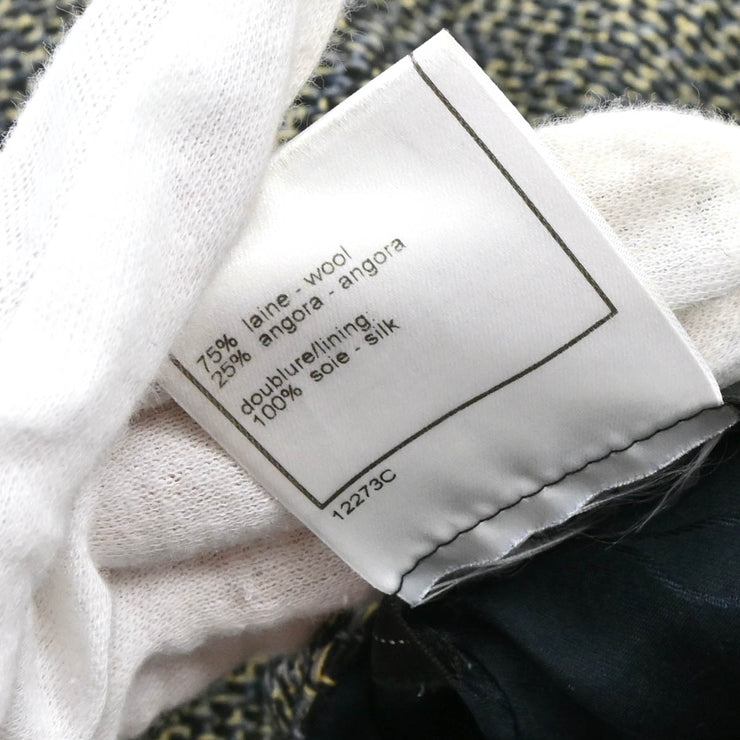 75% laine - wool
25% angora - angora
doublure/lining
100% soie - silk
12273C